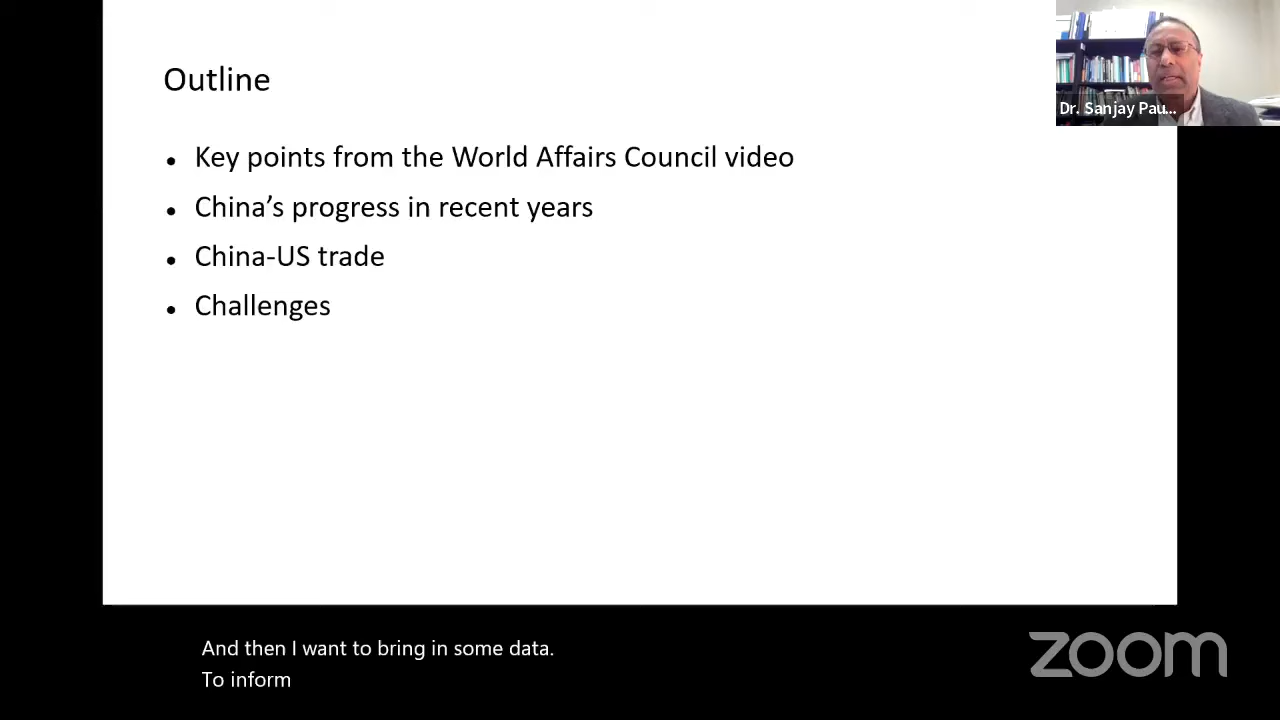 Outline
Dr. Sanjay Pau...
• Key points from the World Affairs Council video
• China’s progress in recent years
• China-US trade
• Challenges
And then I want to bring in some data.
To inform
zoom